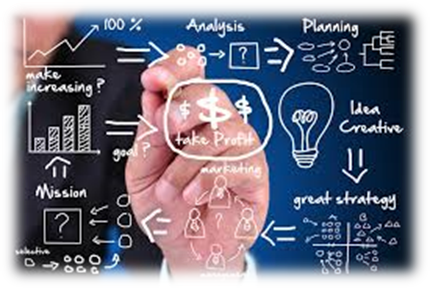 100 %
Analysis
Planning
?
make
increasing ?
$ $ $
take Profit
Idea
Creative
goal ?
marketing
Mission
great strategy
?
?
selective